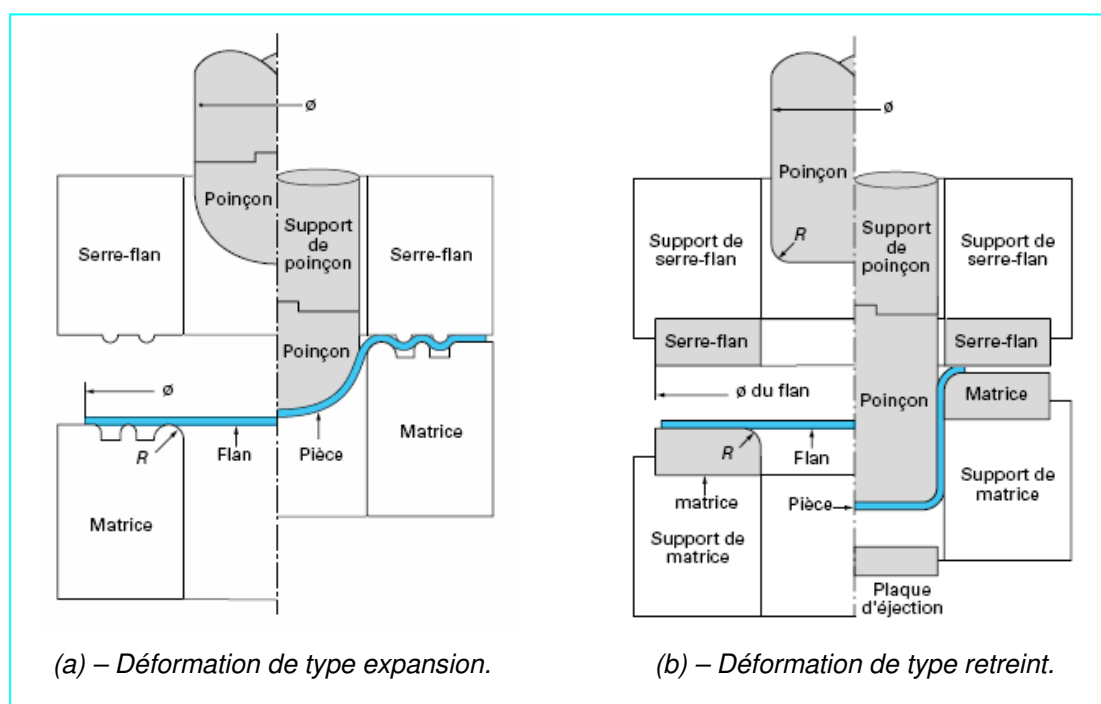 ø
Poinçon
Serre-flan
Support
de
poinçon
Serre-flan
Poinçon
ø
R
Flan
Pièce
Matrice
Matrice
(a) – Déformation de type expansion.
ø
Poinçon
R
Support de
serre-flan
Support
de
poinçon
Support de
serre-flan
Serre-flan
Serre-flan
ø du flan
Poinçon
Matrice
R
Flan
matrice
Pièce
Support de
matrice
Support de
matrice
Plaque
d'éjection
(b) – Déformation de type retreint.